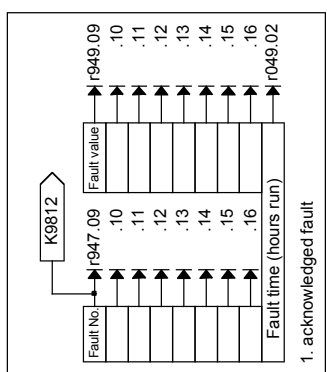 K9812
Fault No.
r947.09
.10
.11
.12
.13
.14
.15
.16
Fault value
r949.09
.10
.11
.12
.13
.14
.15
.16
Fault time (hours run)
r049.02
1. acknowledged fault